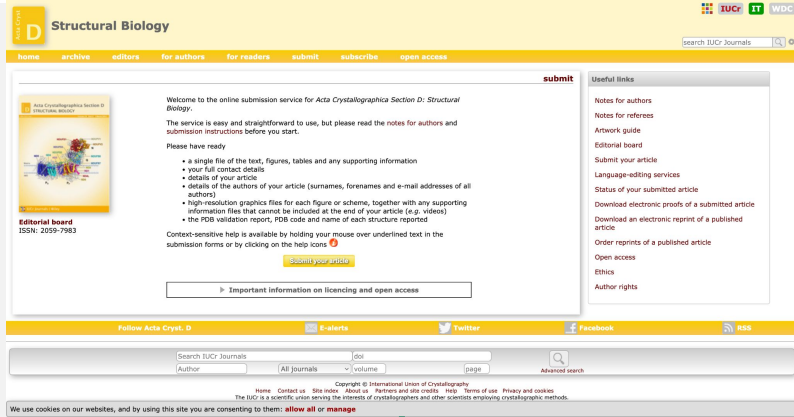 IUCr IT WDC
Acta Cryst
D Structural Biology
search IUCr Journals
home archive editors for authors for readers submit subscribe open access
submit
Acta Crystallographica Section D
STRUCTURAL BIOLOGY
Editorial board
ISSN: 2059-7983
Welcome to the online submission service for Acta Crystallographica Section D: Structural
Biology.
The service is easy and straightforward to use, but please read the notes for authors and
submission instructions before you start.
Please have ready
• a single file of the text, figures, tables and any supporting information
• your full contact details
• details of your article
• details of the authors of your article (surnames, forenames and e-mail addresses of all
authors)
• high-resolution graphics files for each figure or scheme, together with any supporting
information files that cannot be included at the end of your article (e.g. videos)
• the PDB validation report, PDB code and name of each structure reported
Context-sensitive help is available by holding your mouse over underlined text in the
submission forms or by clicking on the help icons
Submit your article
Important information on licencing and open access
Useful links
Notes for authors
Notes for referees
Artwork guide
Editorial board
Submit your article
Language-editing services
Status of your submitted article
Download electronic proofs of a submitted article
Download an electronic reprint of a published
article
Order reprints of a published article
Open access
Ethics
Author rights
Follow Acta Cryst. D E-alerts Twitter Facebook RSS
Search IUCr Journals doi
Author All journals volume page
Advanced search
Copyright © International Union of Crystallography
Home Contact us Site index About us Partners and site credits Help Terms of use Privacy and cookies
The IUCr is a scientific union serving the interests of crystallographers and other scientists employing crystallographic methods.
We use cookies on our websites, and by using this site you are consenting to them: allow all or manage